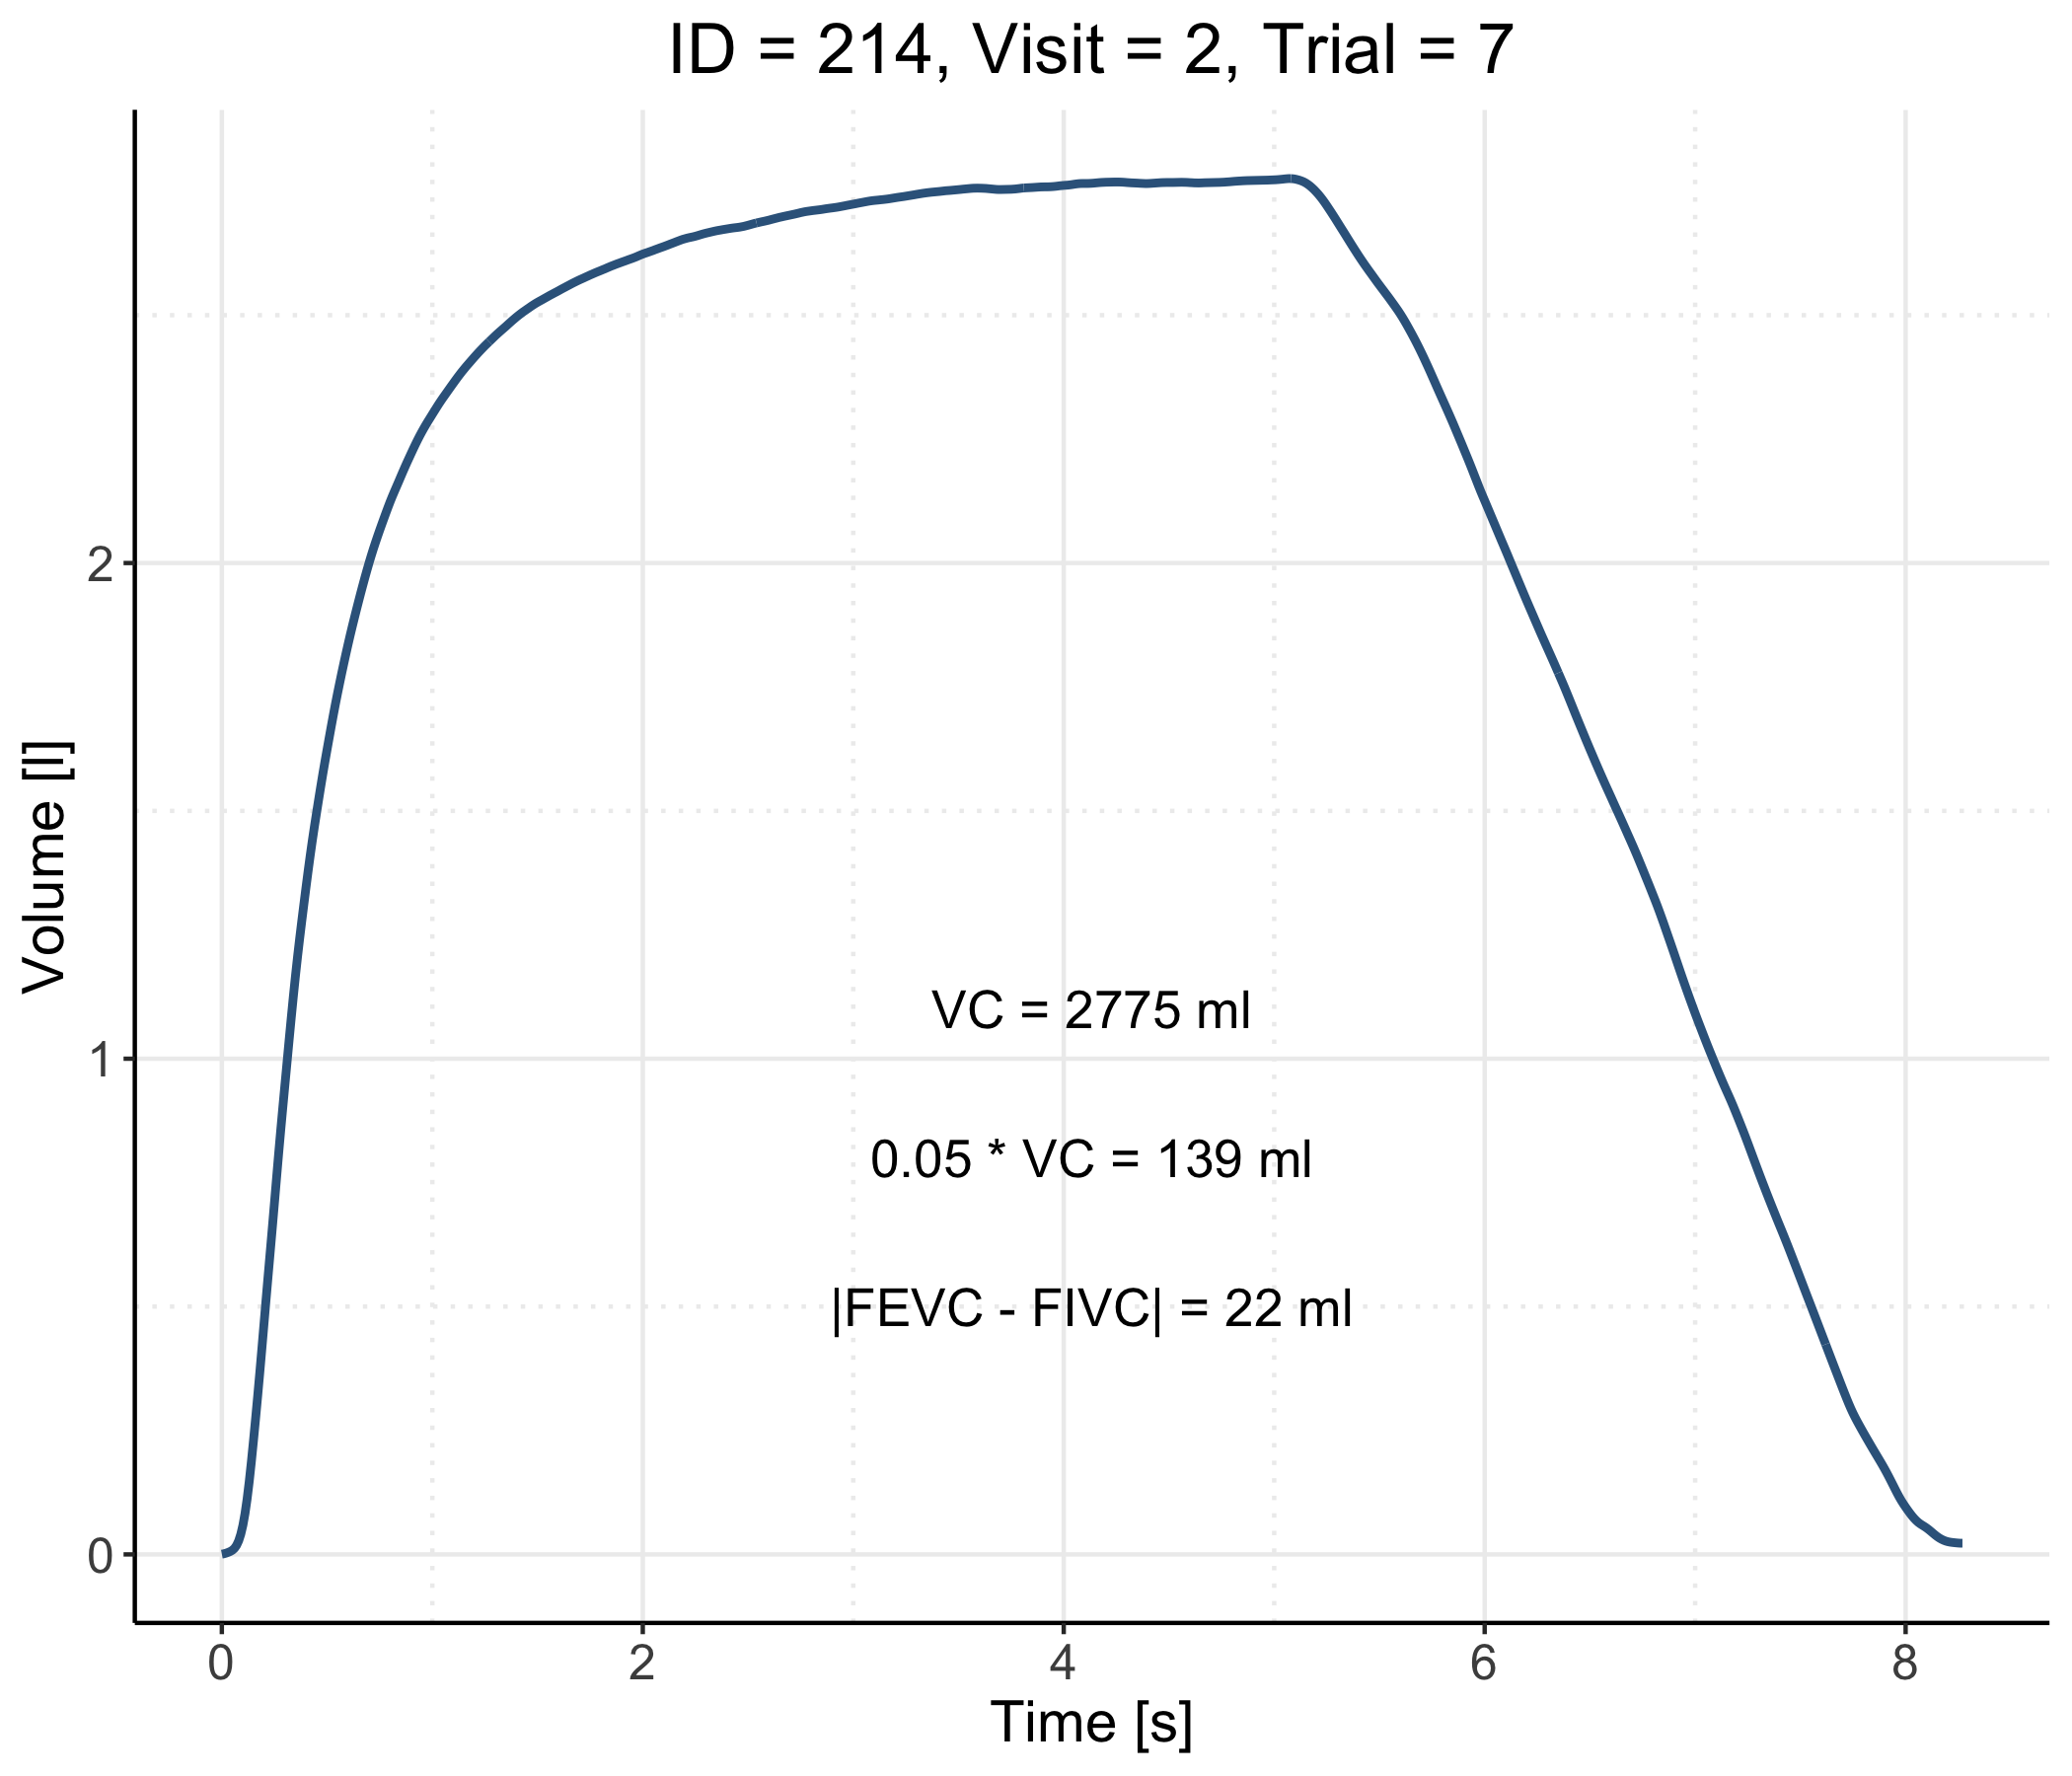 ID = 214, Visit = 2, Trial = 7
Volume [l]
2
1
0
VC = 2775 ml
0.05 * VC = 139 ml
|FEVC - FIVC| = 22 ml
0 2 4 6 8
Time [s]